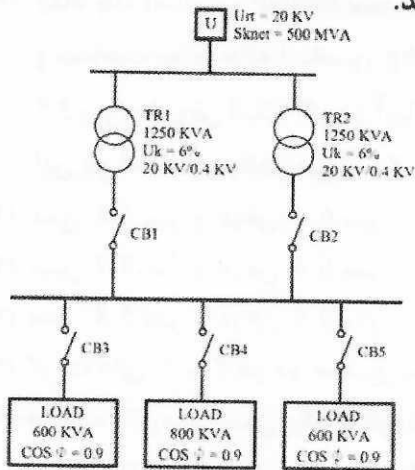 د.
U
Urt = 20 KV
Sknet = 500 MVA
TR1
1250 KVA
Uk = 6%
20 KV/0.4 KV
TR2
1250 KVA
Uk = 6%
20 KV/0.4 KV
CB1
CB2
CB3
CB4
CB5
LOAD
600 KVA
COS Φ = 0.9
LOAD
800 KVA
COS Φ = 0.9
LOAD
600 KVA
COS Φ = 0.9